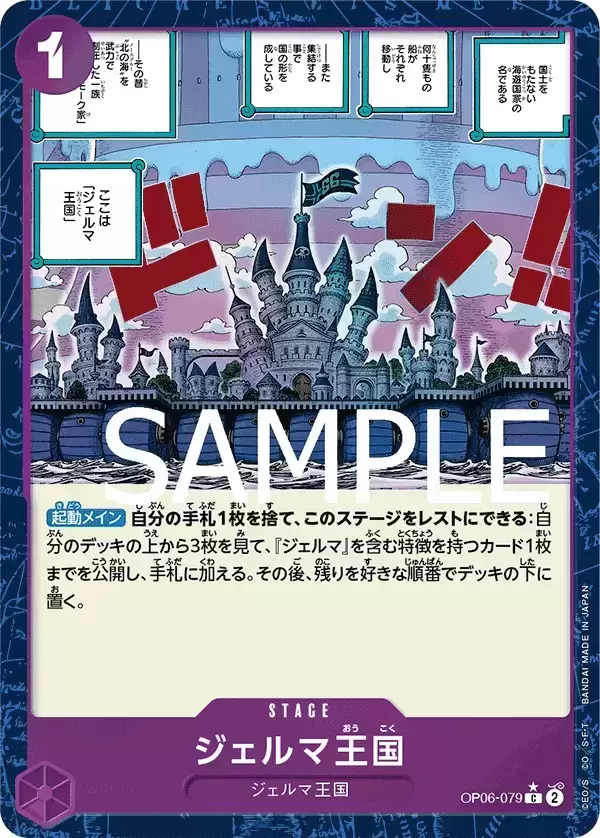 1
国土を
もたない
海遊国家の
名である
何十隻もの
船が
それぞれ
移動し
──また
集結する
事で
国の形を
成している
──その昔
"北の海"を
武力で
制圧した一族
モーク家」
ここは
「ジェルマ
王国」
ドン!!
66
SAMPLE
起動メイン 自分の手札1枚を捨て、このステージをレストにできる:自
分のデッキの上から3枚を見て、『ジェルマ』を含む特徴を持つカード1枚
までを公開し、手札に加える。その後、残りを好きな順番でデッキの下に
置く。
STAGE
ジェルマ王国
ジェルマ王国
OP06-079 C 2
©E.O/S. ©O/S・F・T BANDAI MADE IN JAPAN